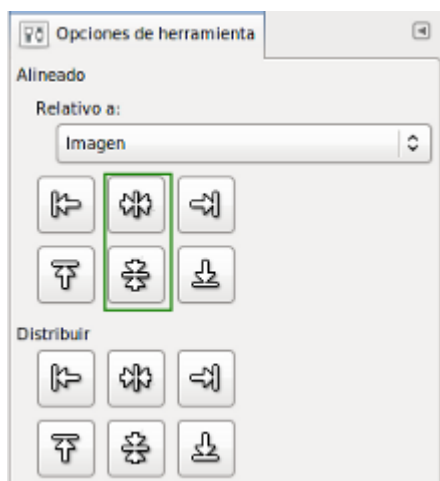 Opciones de herramienta
Alineado
Relativo a:
Imagen
Distribuir